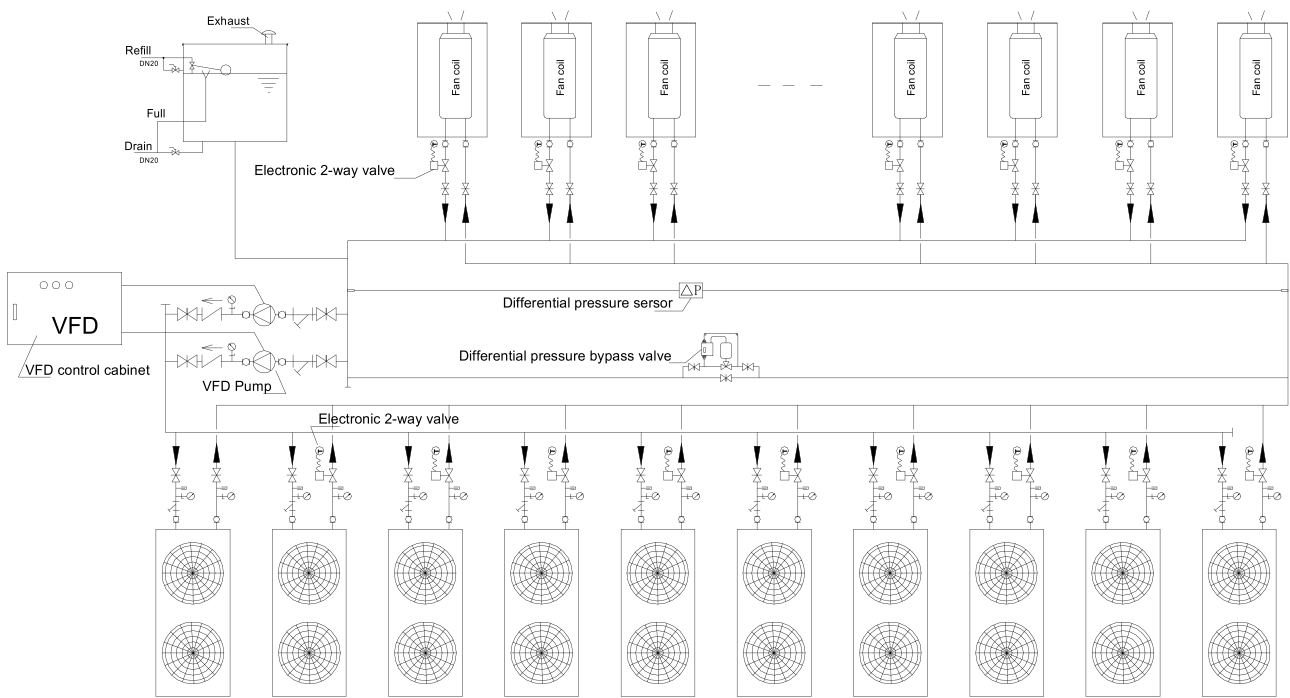 Exhaust
Refill
DN20
Full
Drain
DN20
Fan coil
Fan coil
Fan coil
Fan coil
Fan coil
Fan coil
Fan coil
Electronic 2-way valve
Differential pressure sersor
△P
VFD
VFD control cabinet
VFD Pump
Differential pressure bypass valve
Electronic 2-way valve